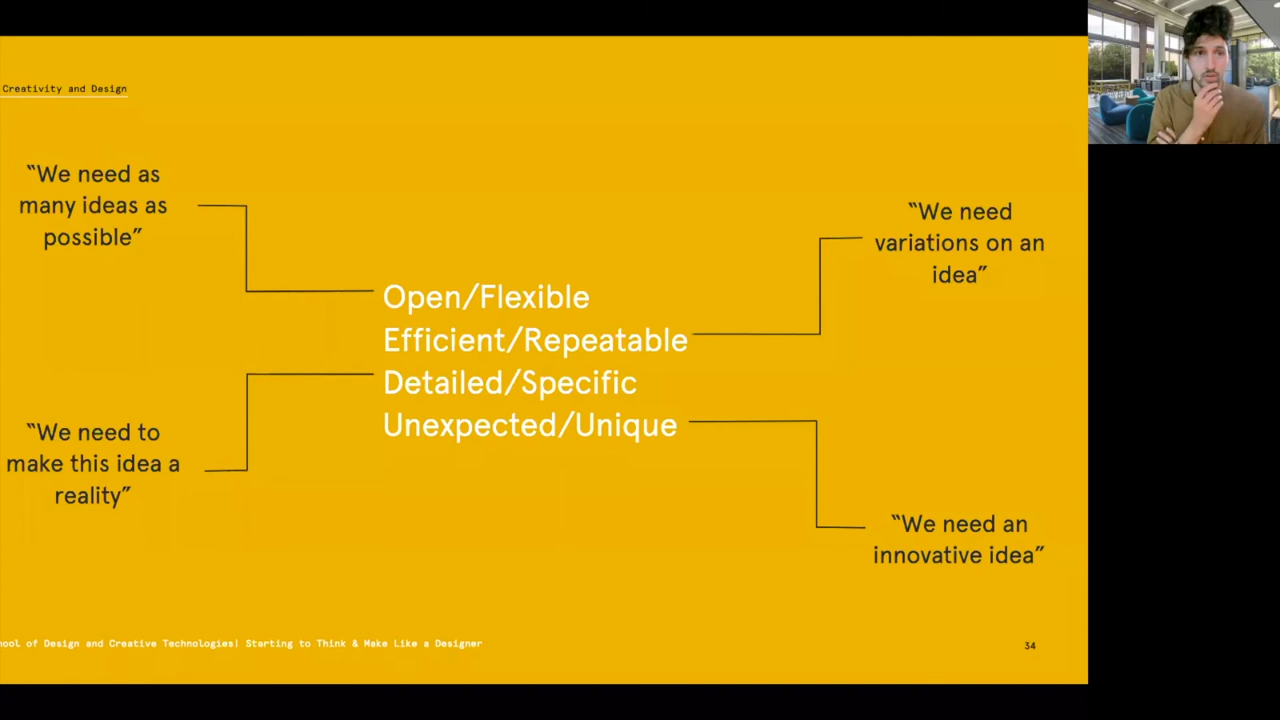 Creativity and Design
“We need as
many ideas as
possible”
“We need
variations on an
idea”
Open/Flexible
Efficient/Repeatable
Detailed/Specific
Unexpected/Unique
“We need to
make this idea a
reality”
“We need an
innovative idea”
hool of Design and Creative Technologies| Starting to Think & Make Like a Designer
34